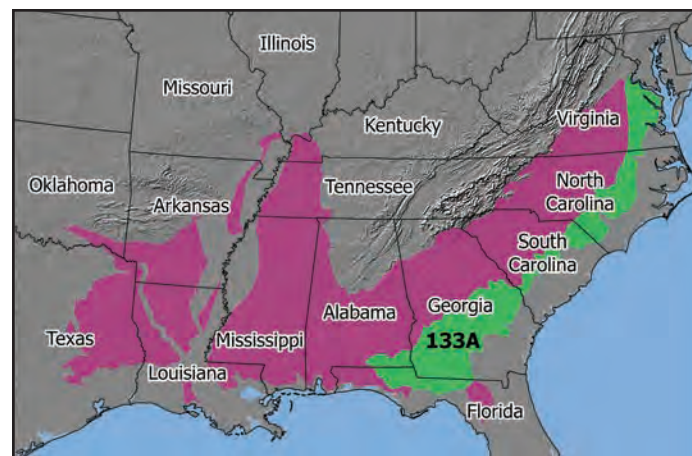 Illinois
Missouri
Kentucky
Virginia
Oklahoma
Arkansas
Tennessee
North
Carolina
South
Carolina
Texas
Louisiana
Mississippi
Alabama
Georgia
133A
Florida